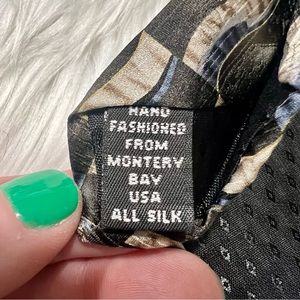 HAND
FASHIONED
FROM
MONTERY
BAY
USA
ALL SILK